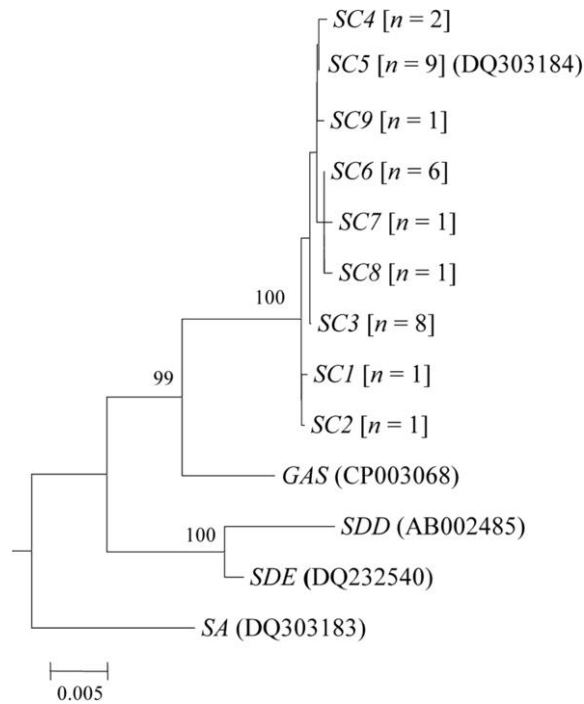 SC4 [n = 2]
SC5 [n = 9] (DQ303184)
SC9 [n = 1]
SC6 [n = 6]
SC7 [n = 1]
SC8 [n = 1]
100
SC3 [n = 8]
SC1 [n = 1]
99
SC2 [n = 1]
GAS (CP003068)
SDD (AB002485)
100
SDE (DQ232540)
SA (DQ303183)
0.005